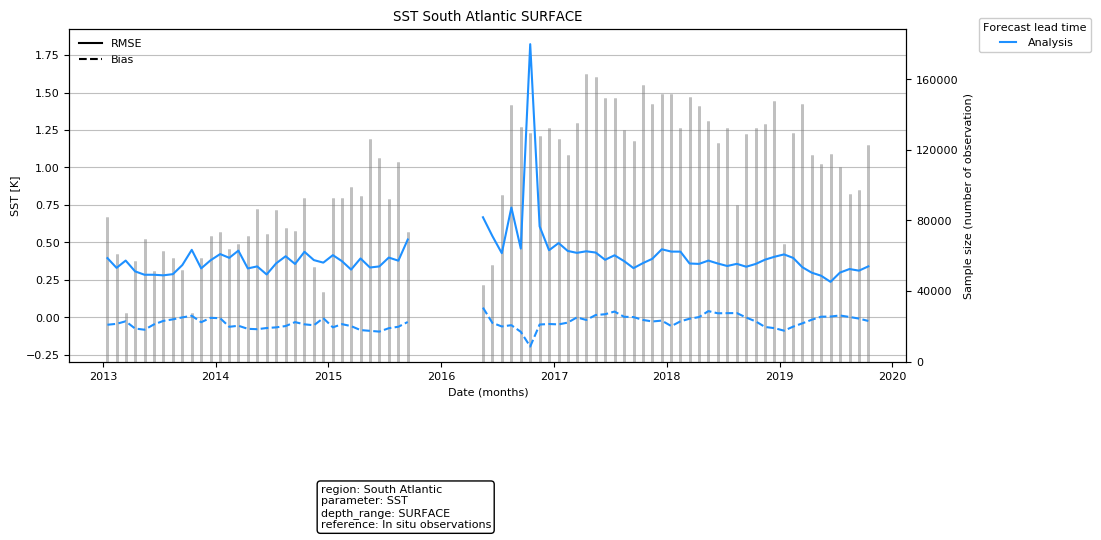 SST South Atlantic SURFACE
Forecast lead time
Analysis
RMSE
Bias
SST [K]
1.75
1.50
1.25
1.00
0.75
0.50
0.25
0.00
−0.25
160000
120000
80000
40000
0
Sample size (number of observation)
2013 2014 2015 2016 2017 2018 2019 2020
Date (months)
region: South Atlantic
parameter: SST
depth_range: SURFACE
reference: In situ observations